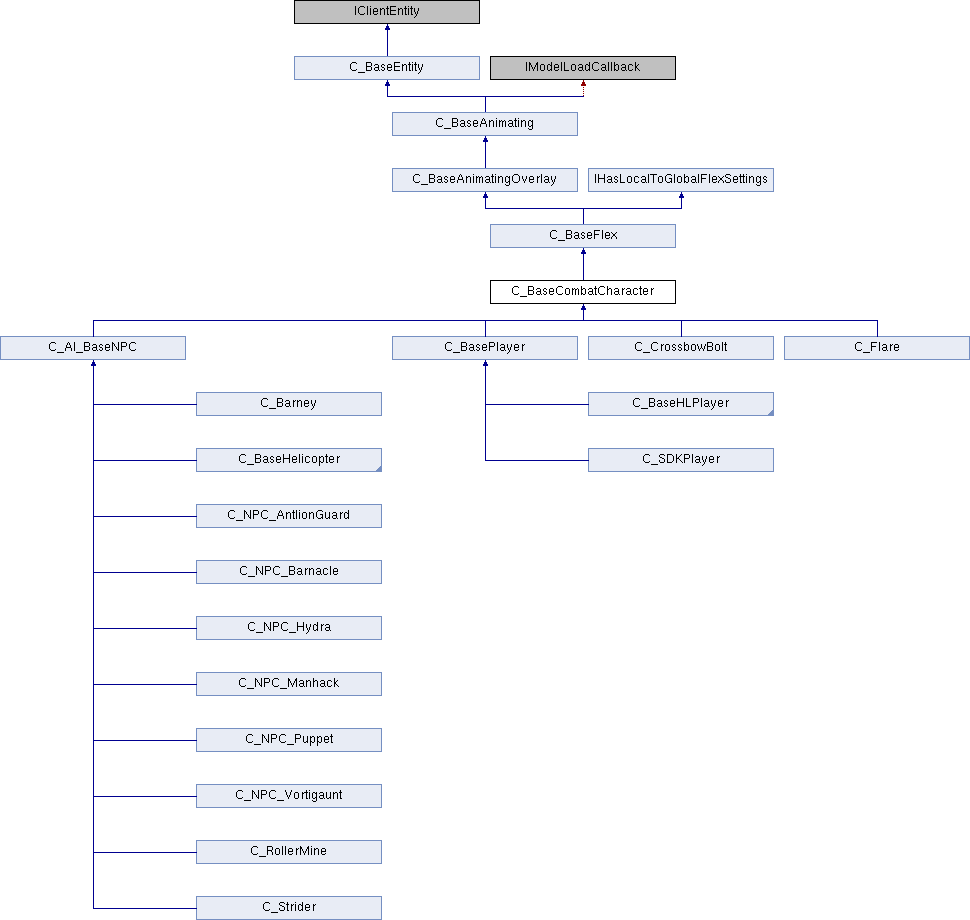 IClientEntity
C_BaseEntity
IModelLoadCallback
C_BaseAnimating
C_BaseAnimatingOverlay
IHasLocalToGlobalFlexSettings
C_BaseFlex
C_BaseCombatCharacter
C_AI_BaseNPC
C_BasePlayer
C_CrossbowBolt
C_Flare
C_Barney
C_BaseHLPlayer
C_BaseHelicopter
C_SDKPlayer
C_NPC_AntlionGuard
C_NPC_Barnacle
C_NPC_Hydra
C_NPC_Manhack
C_NPC_Puppet
C_NPC_Vortigaunt
C_RollerMine
C_Strider